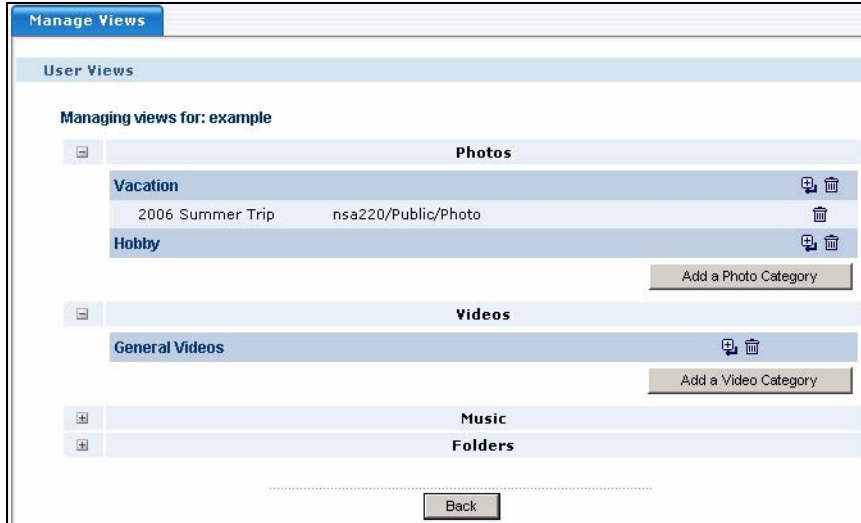 Manage Views
User Views
Managing views for: example
Photos
Vacation
2006 Summer Trip nsa220/Public/Photo
Hobby
Add a Photo Category
Videos
General Videos
Add a Video Category
Music
Folders
Back